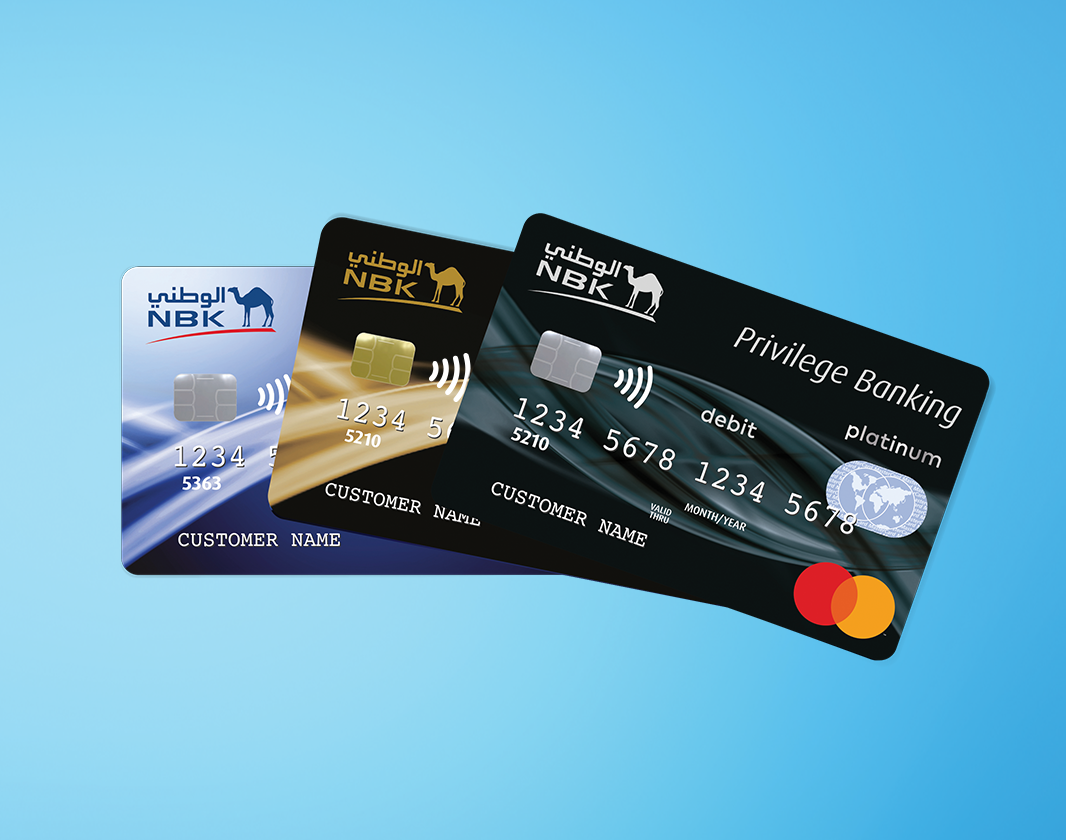 الوطني
NBK
1234 5
5363
CUSTOMER NAME
الوطني
NBK
1234 5
5210
CUSTOMER NAME
الوطني
NBK
Privilege Banking
debit
platinum
1234 5678 1234 5678
5210
VALID
THRU
MONTH/YEAR
CUSTOMER NAME